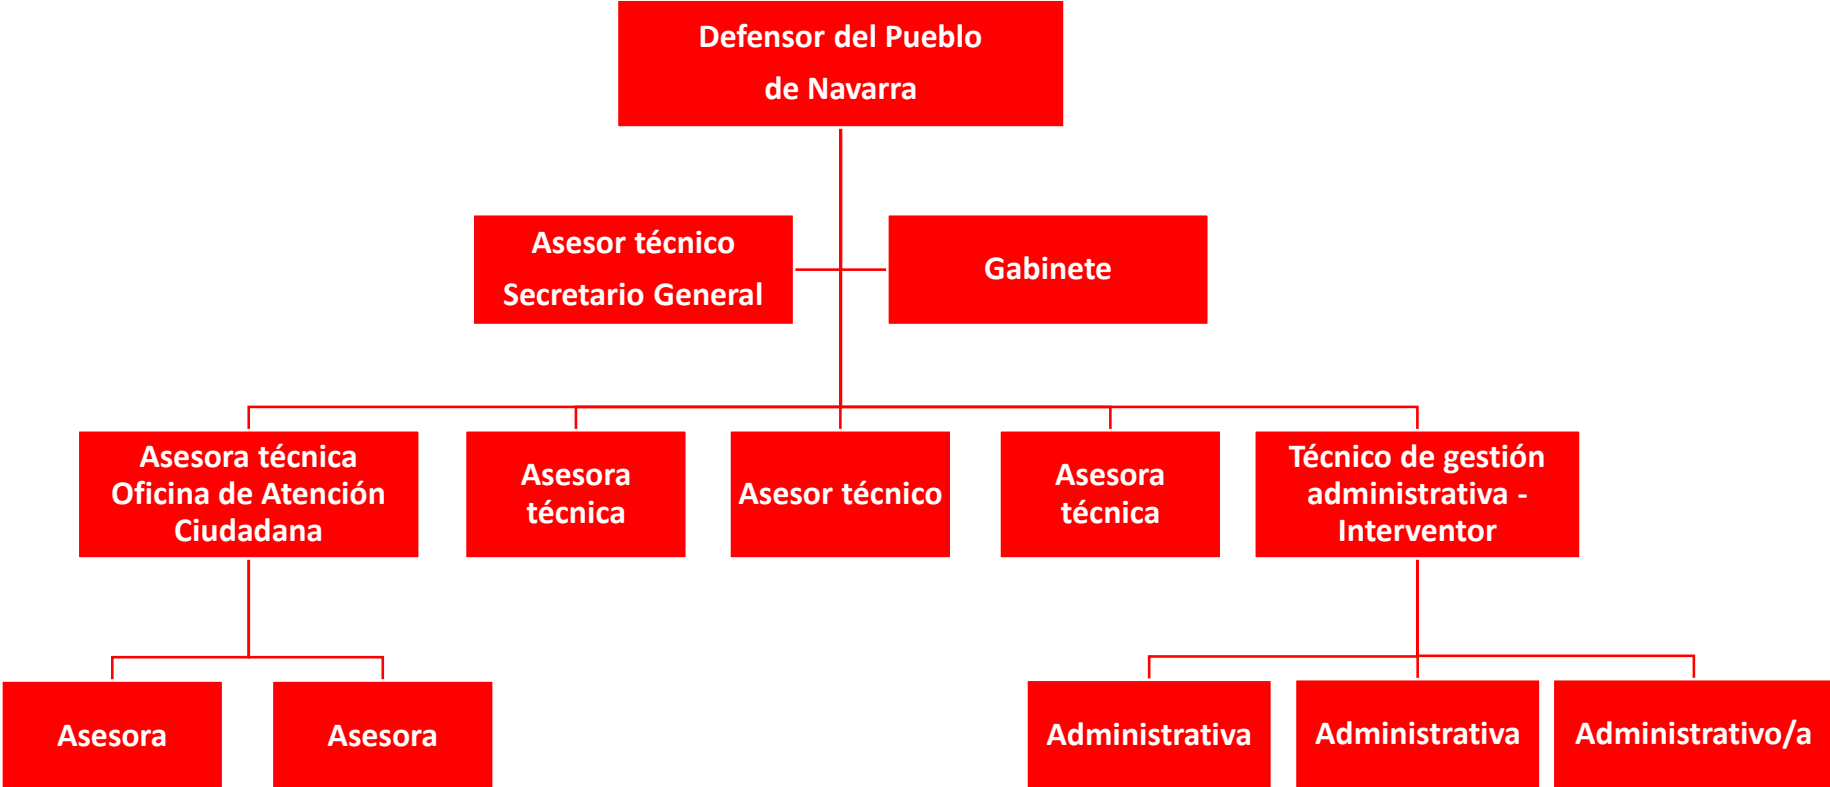 Defensor del Pueblo
de Navarra
Asesor técnico
Secretario General
Gabinete
Asesora técnica
Oficina de Atención
Ciudadana
Asesora
técnica
Asesor técnico
Asesora
técnica
Técnico de gestión
administrativa -
Interventor
Asesora
Asesora
Administrativa
Administrativa
Administrativo/a